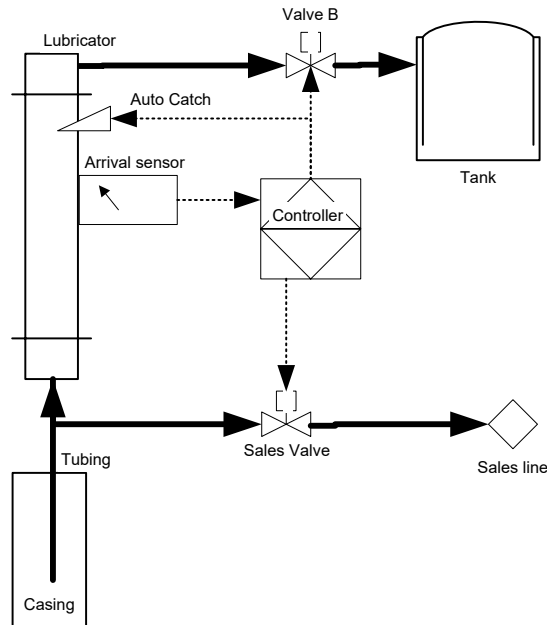 Valve B
Lubricator
Auto Catch
Arrival sensor
Tank
Controller
Sales Valve
Tubing
Sales line
Casing